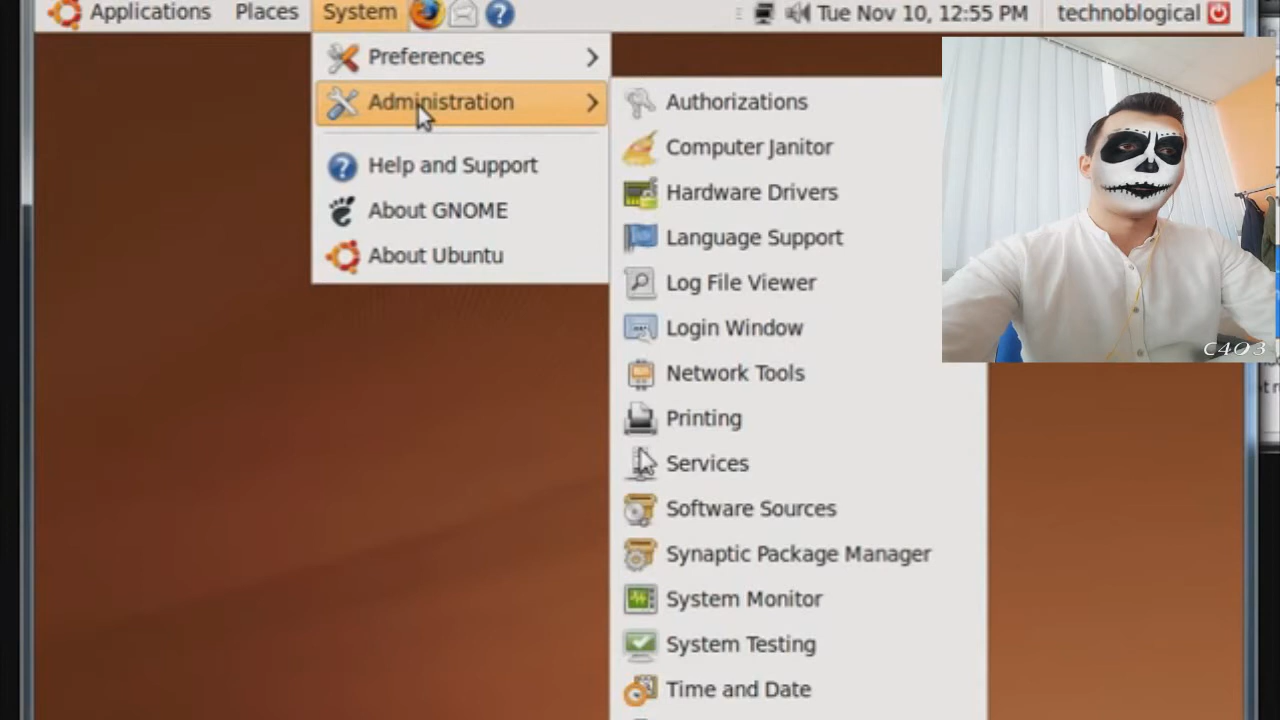 Applications Places System Tue Nov 10, 12:55 PM technoblogical
Preferences
Administration
Help and Support
About GNOME
About Ubuntu
Authorizations
Computer Janitor
Hardware Drivers
Language Support
Log File Viewer
Login Window
Network Tools
Printing
Services
Software Sources
Synaptic Package Manager
System Monitor
System Testing
Time and Date
C403